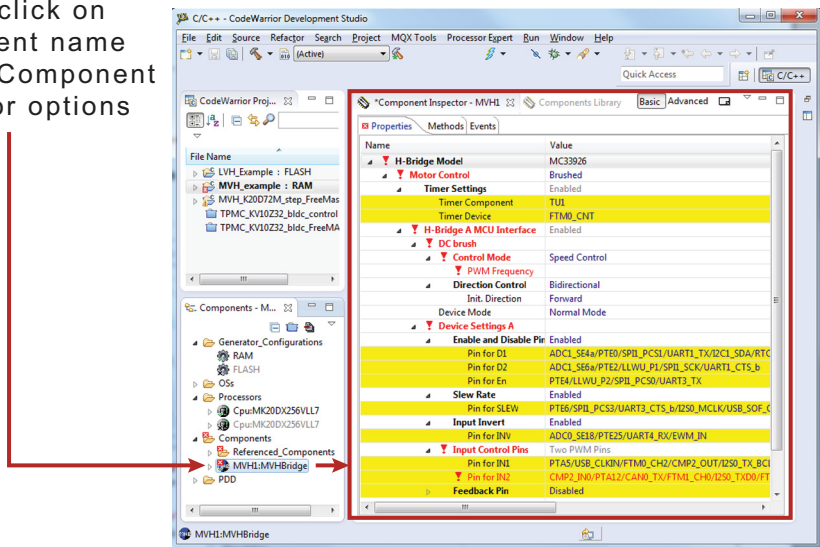 click on
ent name
Component
or options
C/C++ - CodeWarrior Development Studio
File Edit Source Refactor Search Project MQX Tools Processor Expert Run Window Help
(Active)
Quick Access
C/C++
CodeWarrior Proj...
File Name
LVH_Example : FLASH
MVH_example : RAM
MVH_K20D72M_step_FreeMas
TPMC_KV10Z32_bldc_control
TPMC_KV10Z32_bldc_FreeMA
Components - M...
Generator_Configurations
RAM
FLASH
OSs
Processors
Cpu:MK20DX256VLL7
Cpu:MK20DX256VLL7
Components
Referenced_Components
MVH1:MVHBridge
PDD
*Component Inspector - MVH1 Components Library Basic Advanced
Properties Methods Events
Name Value
H-Bridge Model MC33926
Motor Control Brushed
Timer Settings Enabled
Timer Component TU1
Timer Device FTM0_CNT
H-Bridge A MCU Interface Enabled
DC brush
Control Mode Speed Control
PWM Frequency
Direction Control Bidirectional
Init. Direction Forward
Device Mode Normal Mode
Device Settings A
Enable and Disable Pin Enabled
Pin for D1 ADC1_SE4a/PTE0/SPI1_PCS1/UART1_TX/I2C1_SDA/RTC
Pin for D2 ADC1_SE6a/PTE2/LLWU_P1/SPI1_SCK/UART1_CTS_b
Pin for En PTE4/LLWU_P2/SPI1_PCS0/UART3_TX
Slew Rate Enabled
Pin for SLEW PTE6/SPI1_PCS3/UART3_CTS_b/I2S0_MCLK/USB_SOF_O
Input Invert Enabled
Pin for INV ADC0_SE18/PTE25/UART4_RX/EWM_IN
Input Control Pins Two PWM Pins
Pin for IN1 PTA5/USB_CLKIN/FTM0_CH2/CMP2_OUT/I2S0_TX_BCL
Pin for IN2 CMP2_IN0/PTA12/CAN0_TX/FTM1_CH0/I2S0_TXD0/FT
Feedback Pin Disabled
MVH1:MVHBridge